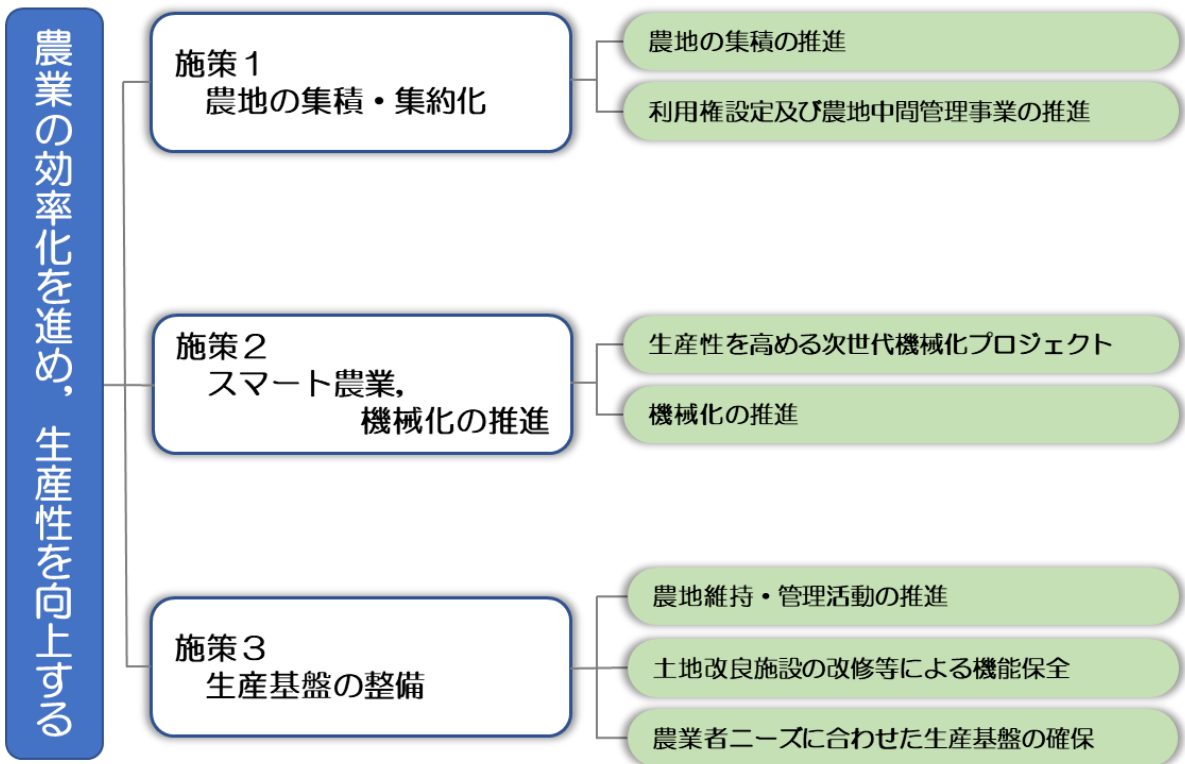 農業の効率化を進め，生産性を向上する
施策１
農地の集積・集約化
農地の集積の推進
利用権設定及び農地中間管理事業の推進
施策２
スマート農業，
機械化の推進
生産性を高める次世代機械化プロジェクト
機械化の推進
施策３
生産基盤の整備
農地維持・管理活動の推進
土地改良施設の改修等による機能保全
農業者ニーズに合わせた生産基盤の確保